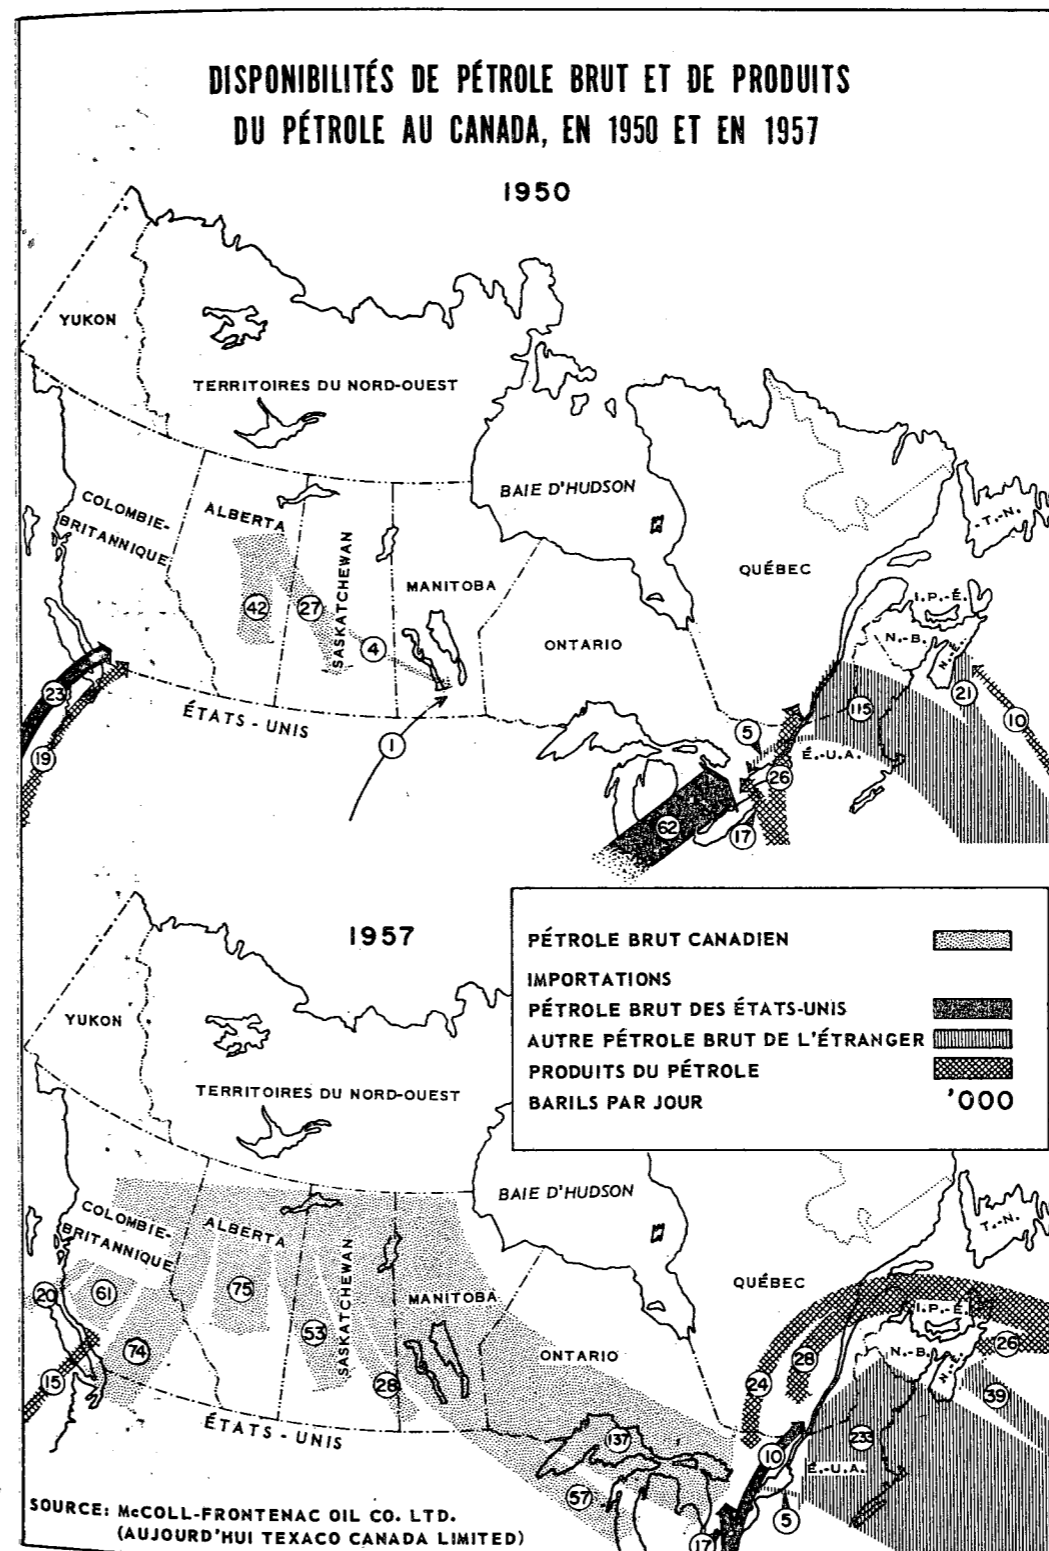 DISPONIBILITÉS DE PÉTROLE BRUT ET DE PRODUITS
DU PÉTROLE AU CANADA, EN 1950 ET EN 1957
1950
YUKON
TERRITOIRES DU NORD-OUEST
COLOMBIE-
BRITANNIQUE
ALBERTA
SASKATCHEWAN
MANITOBA
BAIE D'HUDSON
ONTARIO
QUÉBEC
-T.-N.
I.P.-É.
N.-B.
N.-É.
42
27
4
23
19
ÉTATS - UNIS
1
5
É.-U.A.
115
21
10
26
62
17
1957
PÉTROLE BRUT CANADIEN
IMPORTATIONS
PÉTROLE BRUT DES ÉTATS-UNIS
AUTRE PÉTROLE BRUT DE L'ÉTRANGER
PRODUITS DU PÉTROLE
BARILS PAR JOUR '000
YUKON
TERRITOIRES DU NORD-OUEST
COLOMBIE-
BRITANNIQUE
ALBERTA
SASKATCHEWAN
MANITOBA
BAIE D'HUDSON
ONTARIO
QUÉBEC
T.-N.
I.P.-É.
N.-B.
20
61
75
53
74
15
28
24
28
26
39
ÉTATS - UNIS
137
57
10
233
É.-U.A.
5
17
SOURCE: McCOLL-FRONTENAC OIL CO. LTD.
(AUJOURD'HUI TEXACO CANADA LIMITED)